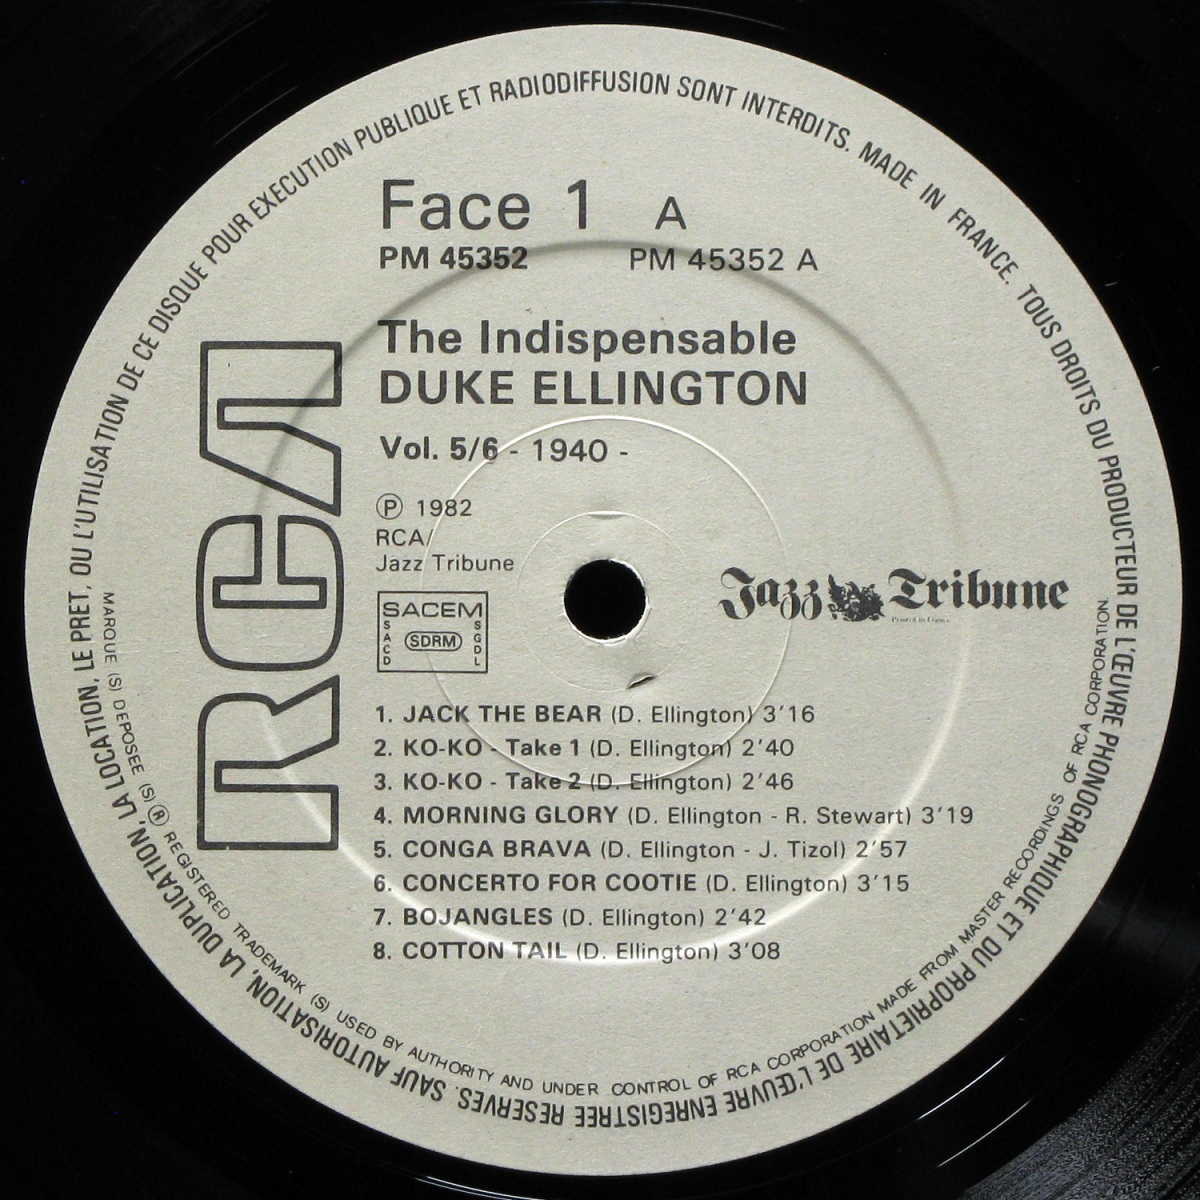 Face 1 A
PM 45352 PM 45352 A
The Indispensable
DUKE ELLINGTON
Vol. 5/6 - 1940 -
Ⓟ 1982
RCA/
Jazz Tribune
SACEM
SACD SDRM SGDL
RCA
Jazz Tribune
Printed in France
1. JACK THE BEAR (D. Ellington) 3'16
2. KO-KO - Take 1 (D. Ellington) 2'40
3. KO-KO - Take 2 (D. Ellington) 2'46
4. MORNING GLORY (D. Ellington - R. Stewart) 3'19
5. CONGA BRAVA (D. Ellington - J. Tizol) 2'57
6. CONCERTO FOR COOTIE (D. Ellington) 3'15
7. BOJANGLES (D. Ellington) 2'42
8. COTTON TAIL (D. Ellington) 3'08
MADE IN FRANCE. TOUS DROITS DU PRODUCTEUR DE L'ŒUVRE PHONOGRAPHIQUE ET DU PROPRIETAIRE DE L'ŒUVRE ENREGISTREE RESERVES. SAUF AUTORISATION, LA DUPLICATION, LA LOCATION, LE PRET, OU L'UTILISATION DE CE DISQUE POUR EXECUTION PUBLIQUE ET RADIODIFFUSION SONT INTERDITS.
MARQUE (S) DEPOSEE (S) ® REGISTERED TRADEMARK (S) USED BY AUTHORITY AND UNDER CONTROL OF RCA CORPORATION MADE FROM MASTER RECORDINGS OF RCA CORPORATION.